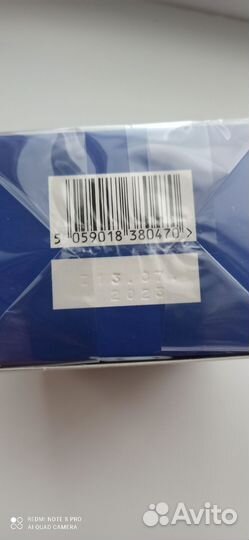 5 059018 380470 >
13.07
2023
REDMI NOTE 8 PRO
AI QUAD CAMERA
Avito